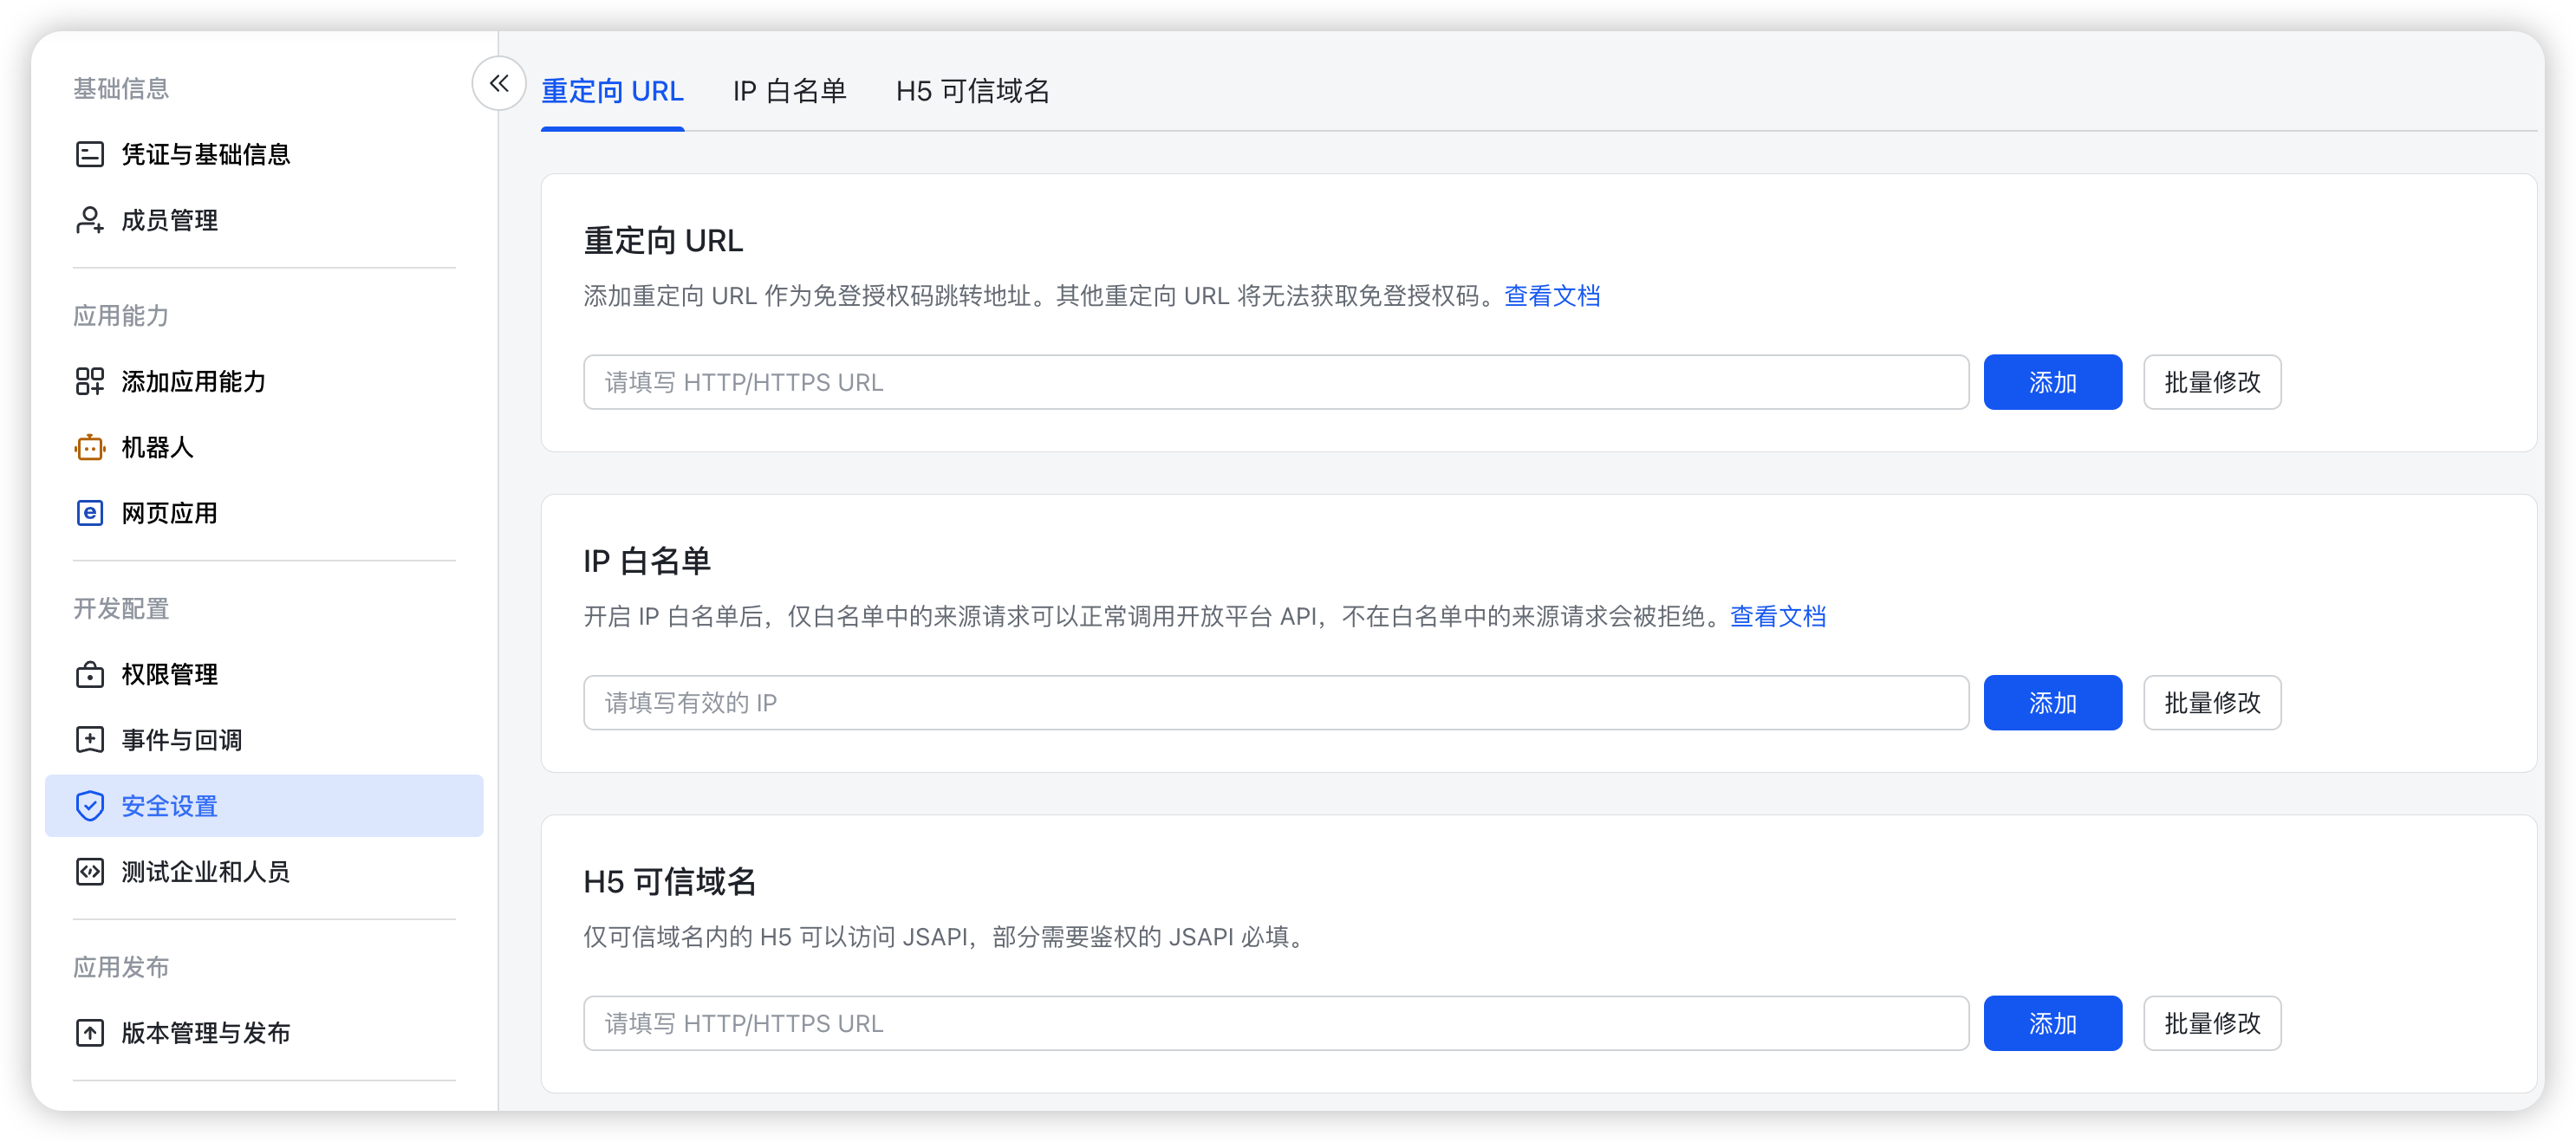 基础信息
凭证与基础信息
成员管理
应用能力
添加应用能力
机器人
网页应用
开发配置
权限管理
事件与回调
安全设置
测试企业和人员
应用发布
版本管理与发布
重定向 URL
IP 白名单
H5 可信域名
重定向 URL
添加重定向 URL 作为免登授权码跳转地址。其他重定向 URL 将无法获取免登授权码。查看文档
请填写 HTTP/HTTPS URL
添加
批量修改
IP 白名单
开启 IP 白名单后，仅白名单中的来源请求可以正常调用开放平台 API，不在白名单中的来源请求会被拒绝。查看文档
请填写有效的 IP
添加
批量修改
H5 可信域名
仅可信域名内的 H5 可以访问 JSAPI，部分需要鉴权的 JSAPI 必填。
请填写 HTTP/HTTPS URL
添加
批量修改